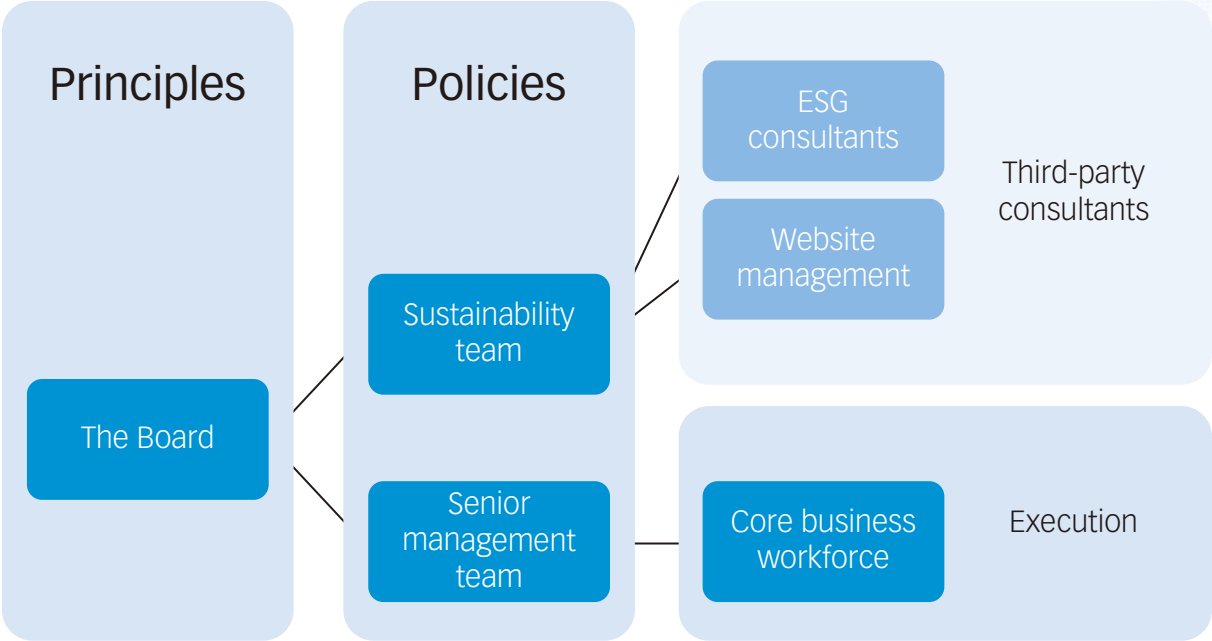 Principles
The Board
Policies
Sustainability
team
Senior
management
team
ESG
consultants
Website
management
Third-party
consultants
Core business
workforce
Execution